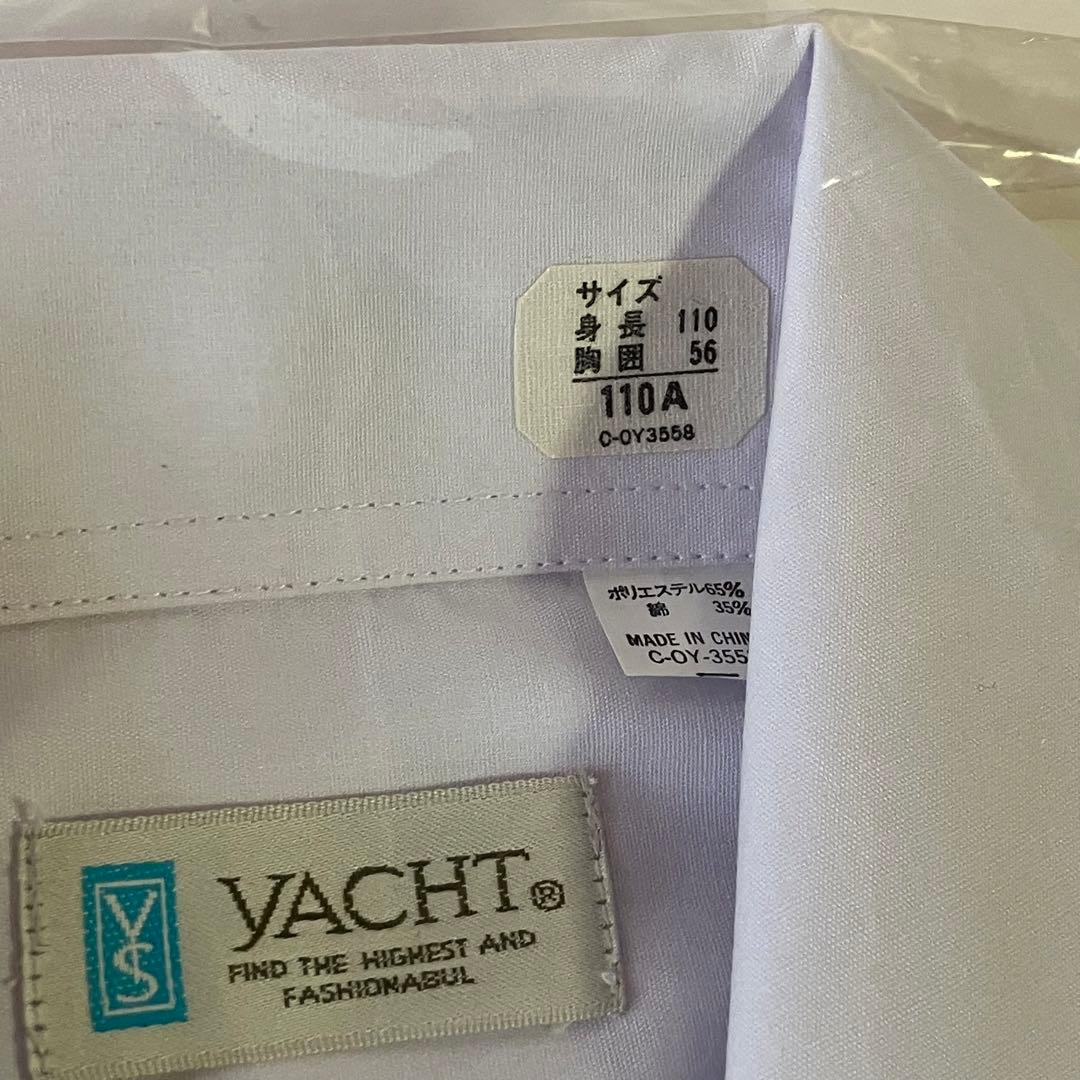 サイズ
身長 110
胸囲 56
110A
C-OY3558
ポリエステル65%
綿 35%
MADE IN CHIN
C-OY-355
YS
YACHT®
FIND THE HIGHEST AND
FASHIONABUL